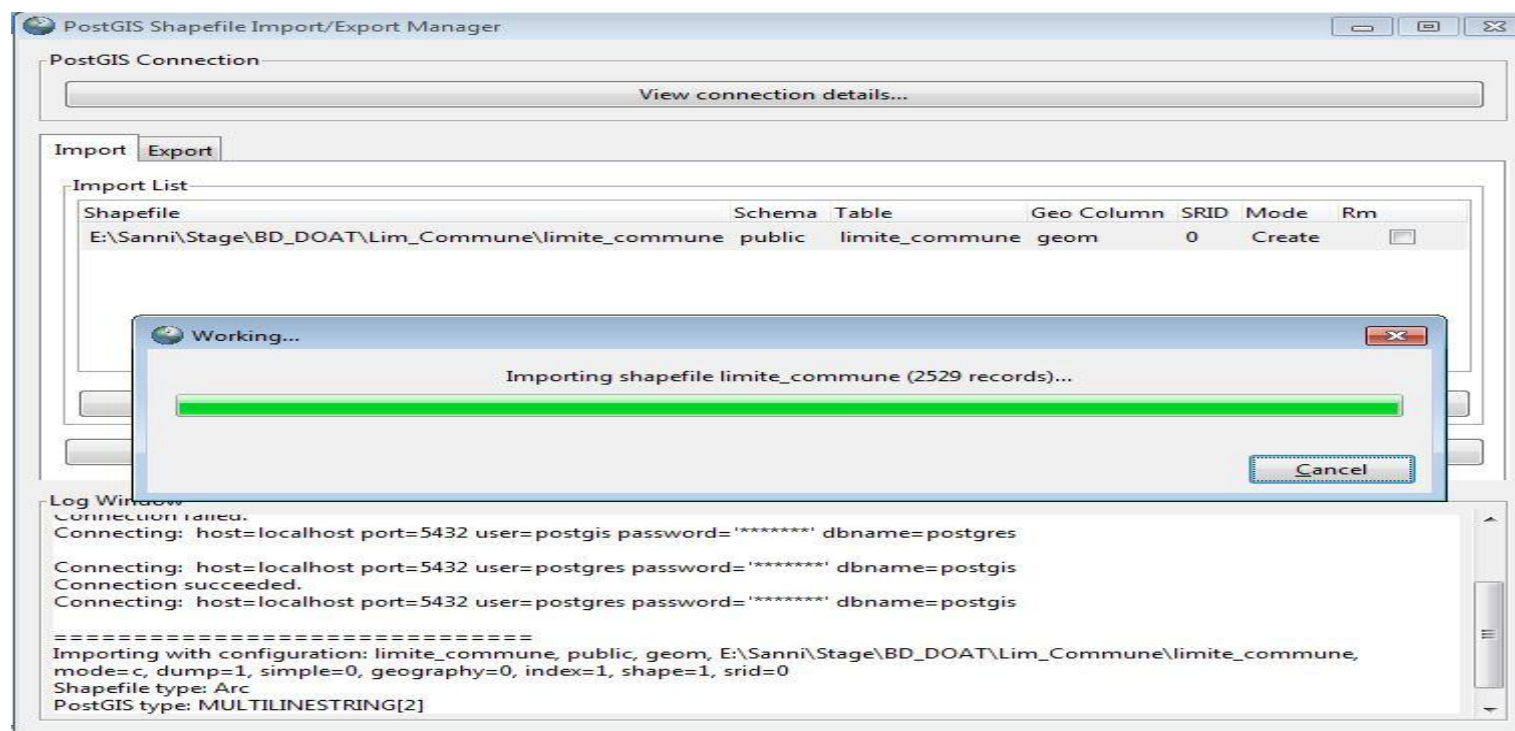 PostGIS Shapefile Import/Export Manager
PostGIS Connection
View connection details...
Import Export
Import List
Shapefile Schema Table Geo Column SRID Mode Rm
E:\Sanni\Stage\BD_DOAT\Lim_Commune\limite_commune public limite_commune geom 0 Create
Working...
Importing shapefile limite_commune (2529 records)...
Cancel
Log Window
Connection failed.
Connecting: host=localhost port=5432 user=postgis password='*******' dbname=postgres
Connecting: host=localhost port=5432 user=postgres password='*******' dbname=postgis
Connection succeeded.
Connecting: host=localhost port=5432 user=postgres password='*******' dbname=postgis
==============================
Importing with configuration: limite_commune, public, geom, E:\Sanni\Stage\BD_DOAT\Lim_Commune\limite_commune,
mode=c, dump=1, simple=0, geography=0, index=1, shape=1, srid=0
Shapefile type: Arc
PostGIS type: MULTILINESTRING[2]